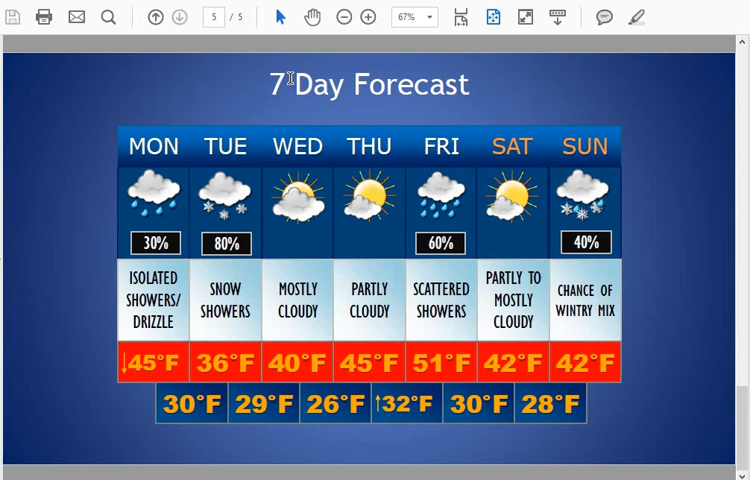 5 / 5
67%
7 Day Forecast
MON TUE WED THU FRI SAT SUN
30% 80% 60% 40%
ISOLATED SHOWERS/ DRIZZLE
SNOW SHOWERS
MOSTLY CLOUDY
PARTLY CLOUDY
SCATTERED SHOWERS
PARTLY TO MOSTLY CLOUDY
CHANCE OF WINTRY MIX
↓45°F 36°F 40°F 45°F 51°F 42°F 42°F
30°F 29°F 26°F ↑32°F 30°F 28°F